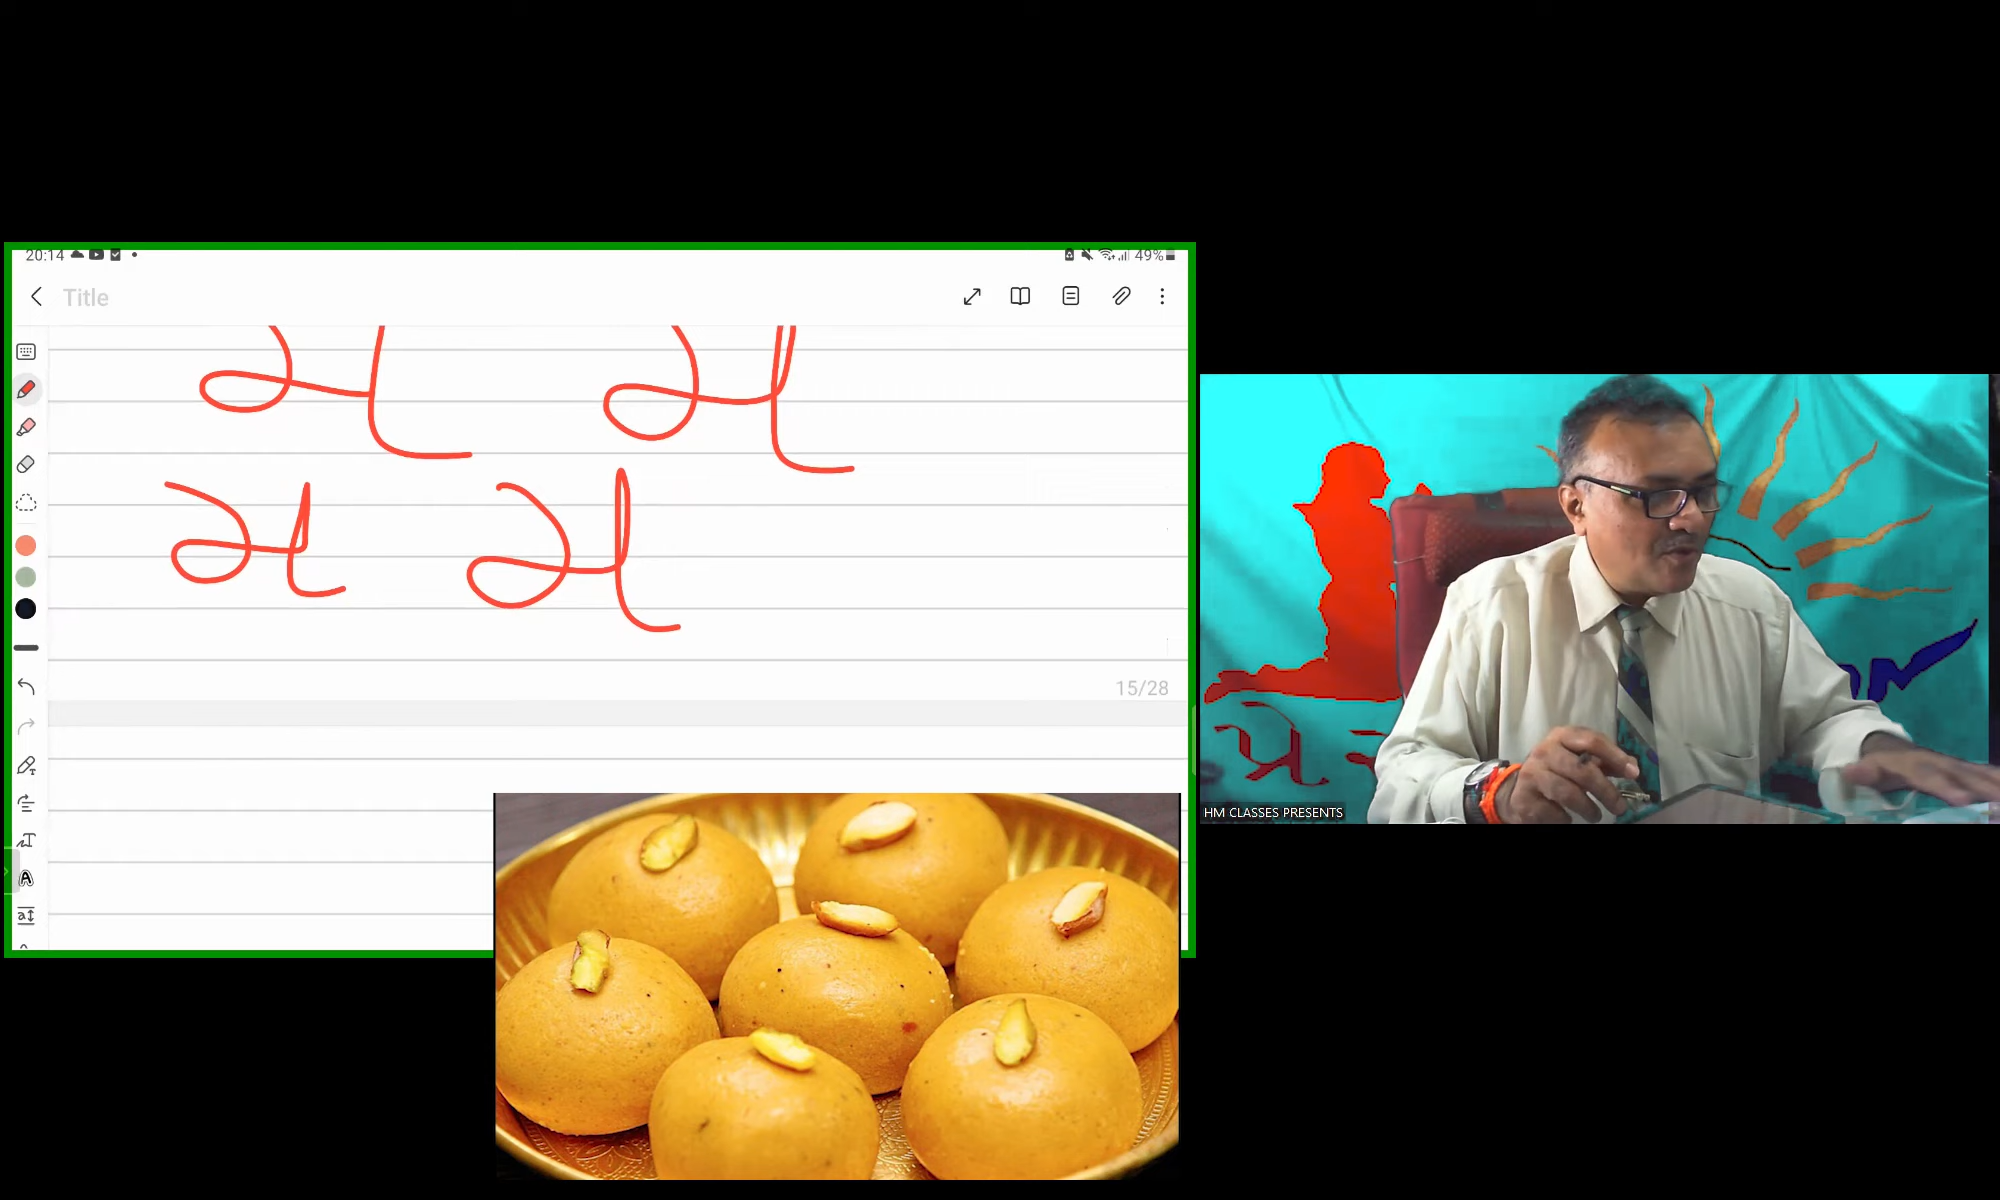 20:14 49%
Title
મ મ
મ મ
15/28
પ્રે
HM CLASSES PRESENTS